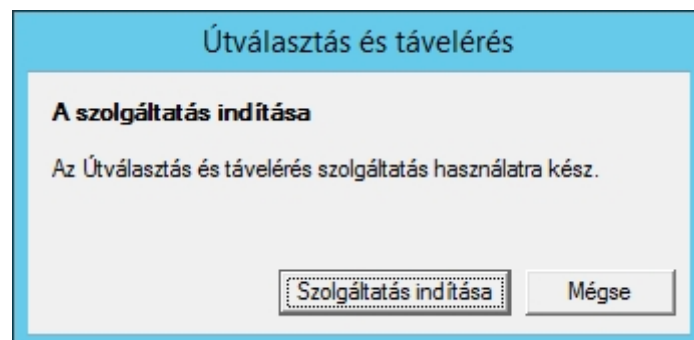 Útválasztás és távelérés
A szolgáltatás indítása
Az Útválasztás és távelérés szolgáltatás használatra kész.
Szolgáltatás indítása
Mégse